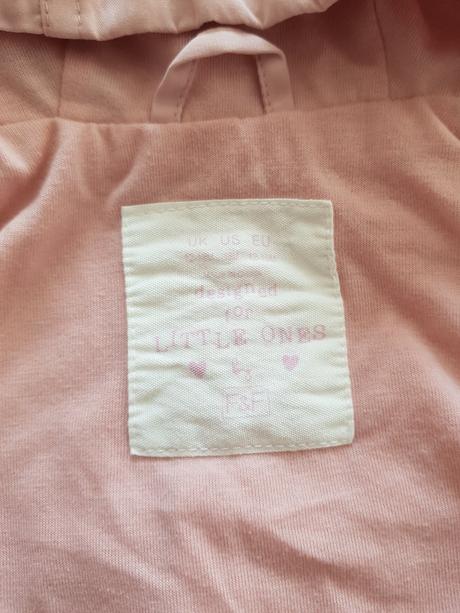 UK US EU
designed
for
LITTLE ONES
by
F&F